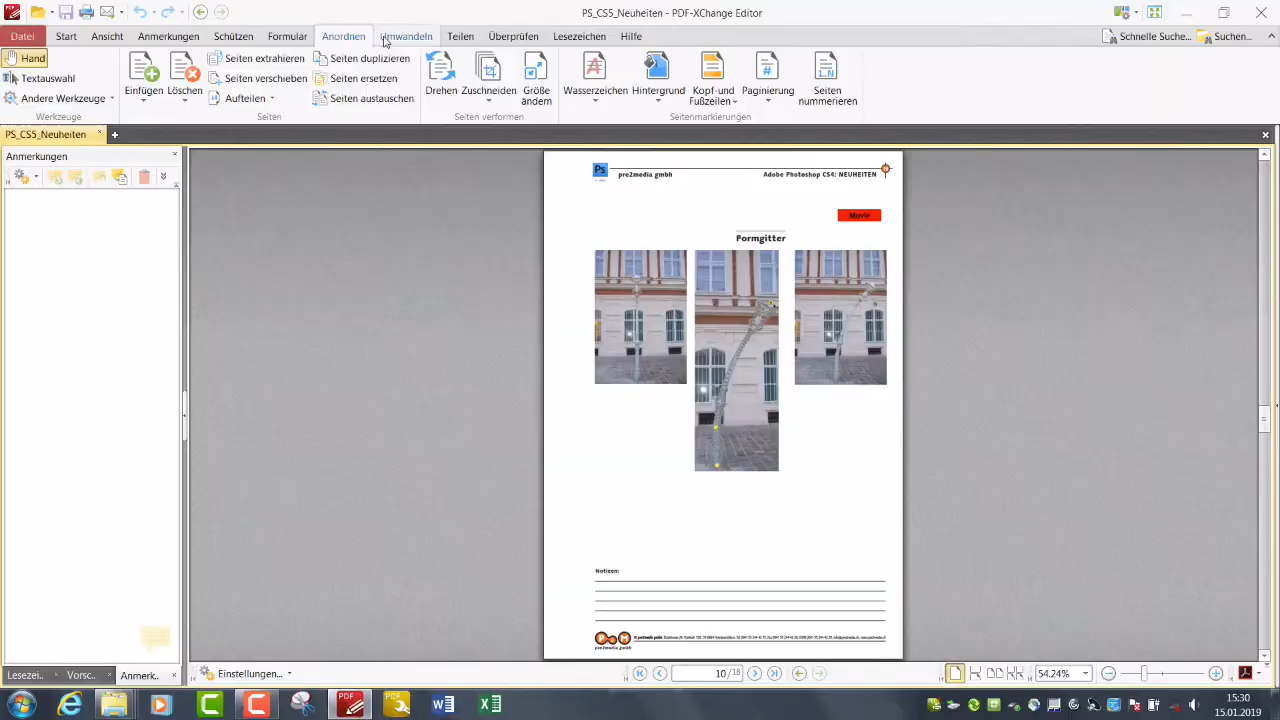 PS_CS5_Neuheiten - PDF-XChange Editor
Datei Start Ansicht Anmerkungen Schützen Formular Anordnen Umwandeln Teilen Überprüfen Lesezeichen Hilfe Schnelle Suche... Suchen...
Hand
Textauswahl
Andere Werkzeuge
Werkzeuge
Einfügen
Löschen
Seiten extrahieren
Seiten verschieben
Aufteilen
Seiten duplizieren
Seiten ersetzen
Seiten austauschen
Seiten
Drehen
Zuschneiden
Größe
ändern
Seiten verformen
Wasserzeichen
Hintergrund
Kopf-und
Fußzeilen
Paginierung
Seiten
nummerieren
Seitenmarkierungen
PS_CS5_Neuheiten
Anmerkungen
Ps
pre2media gmbh
Adobe Photoshop CS4: NEUHEITEN
Movie
Formgitter
Notizen:
pre2media gmbh
Lesezei... Vorsc... Anmerk...
Einstellungen...
10/18
54.24%
15:30
15.01.2019